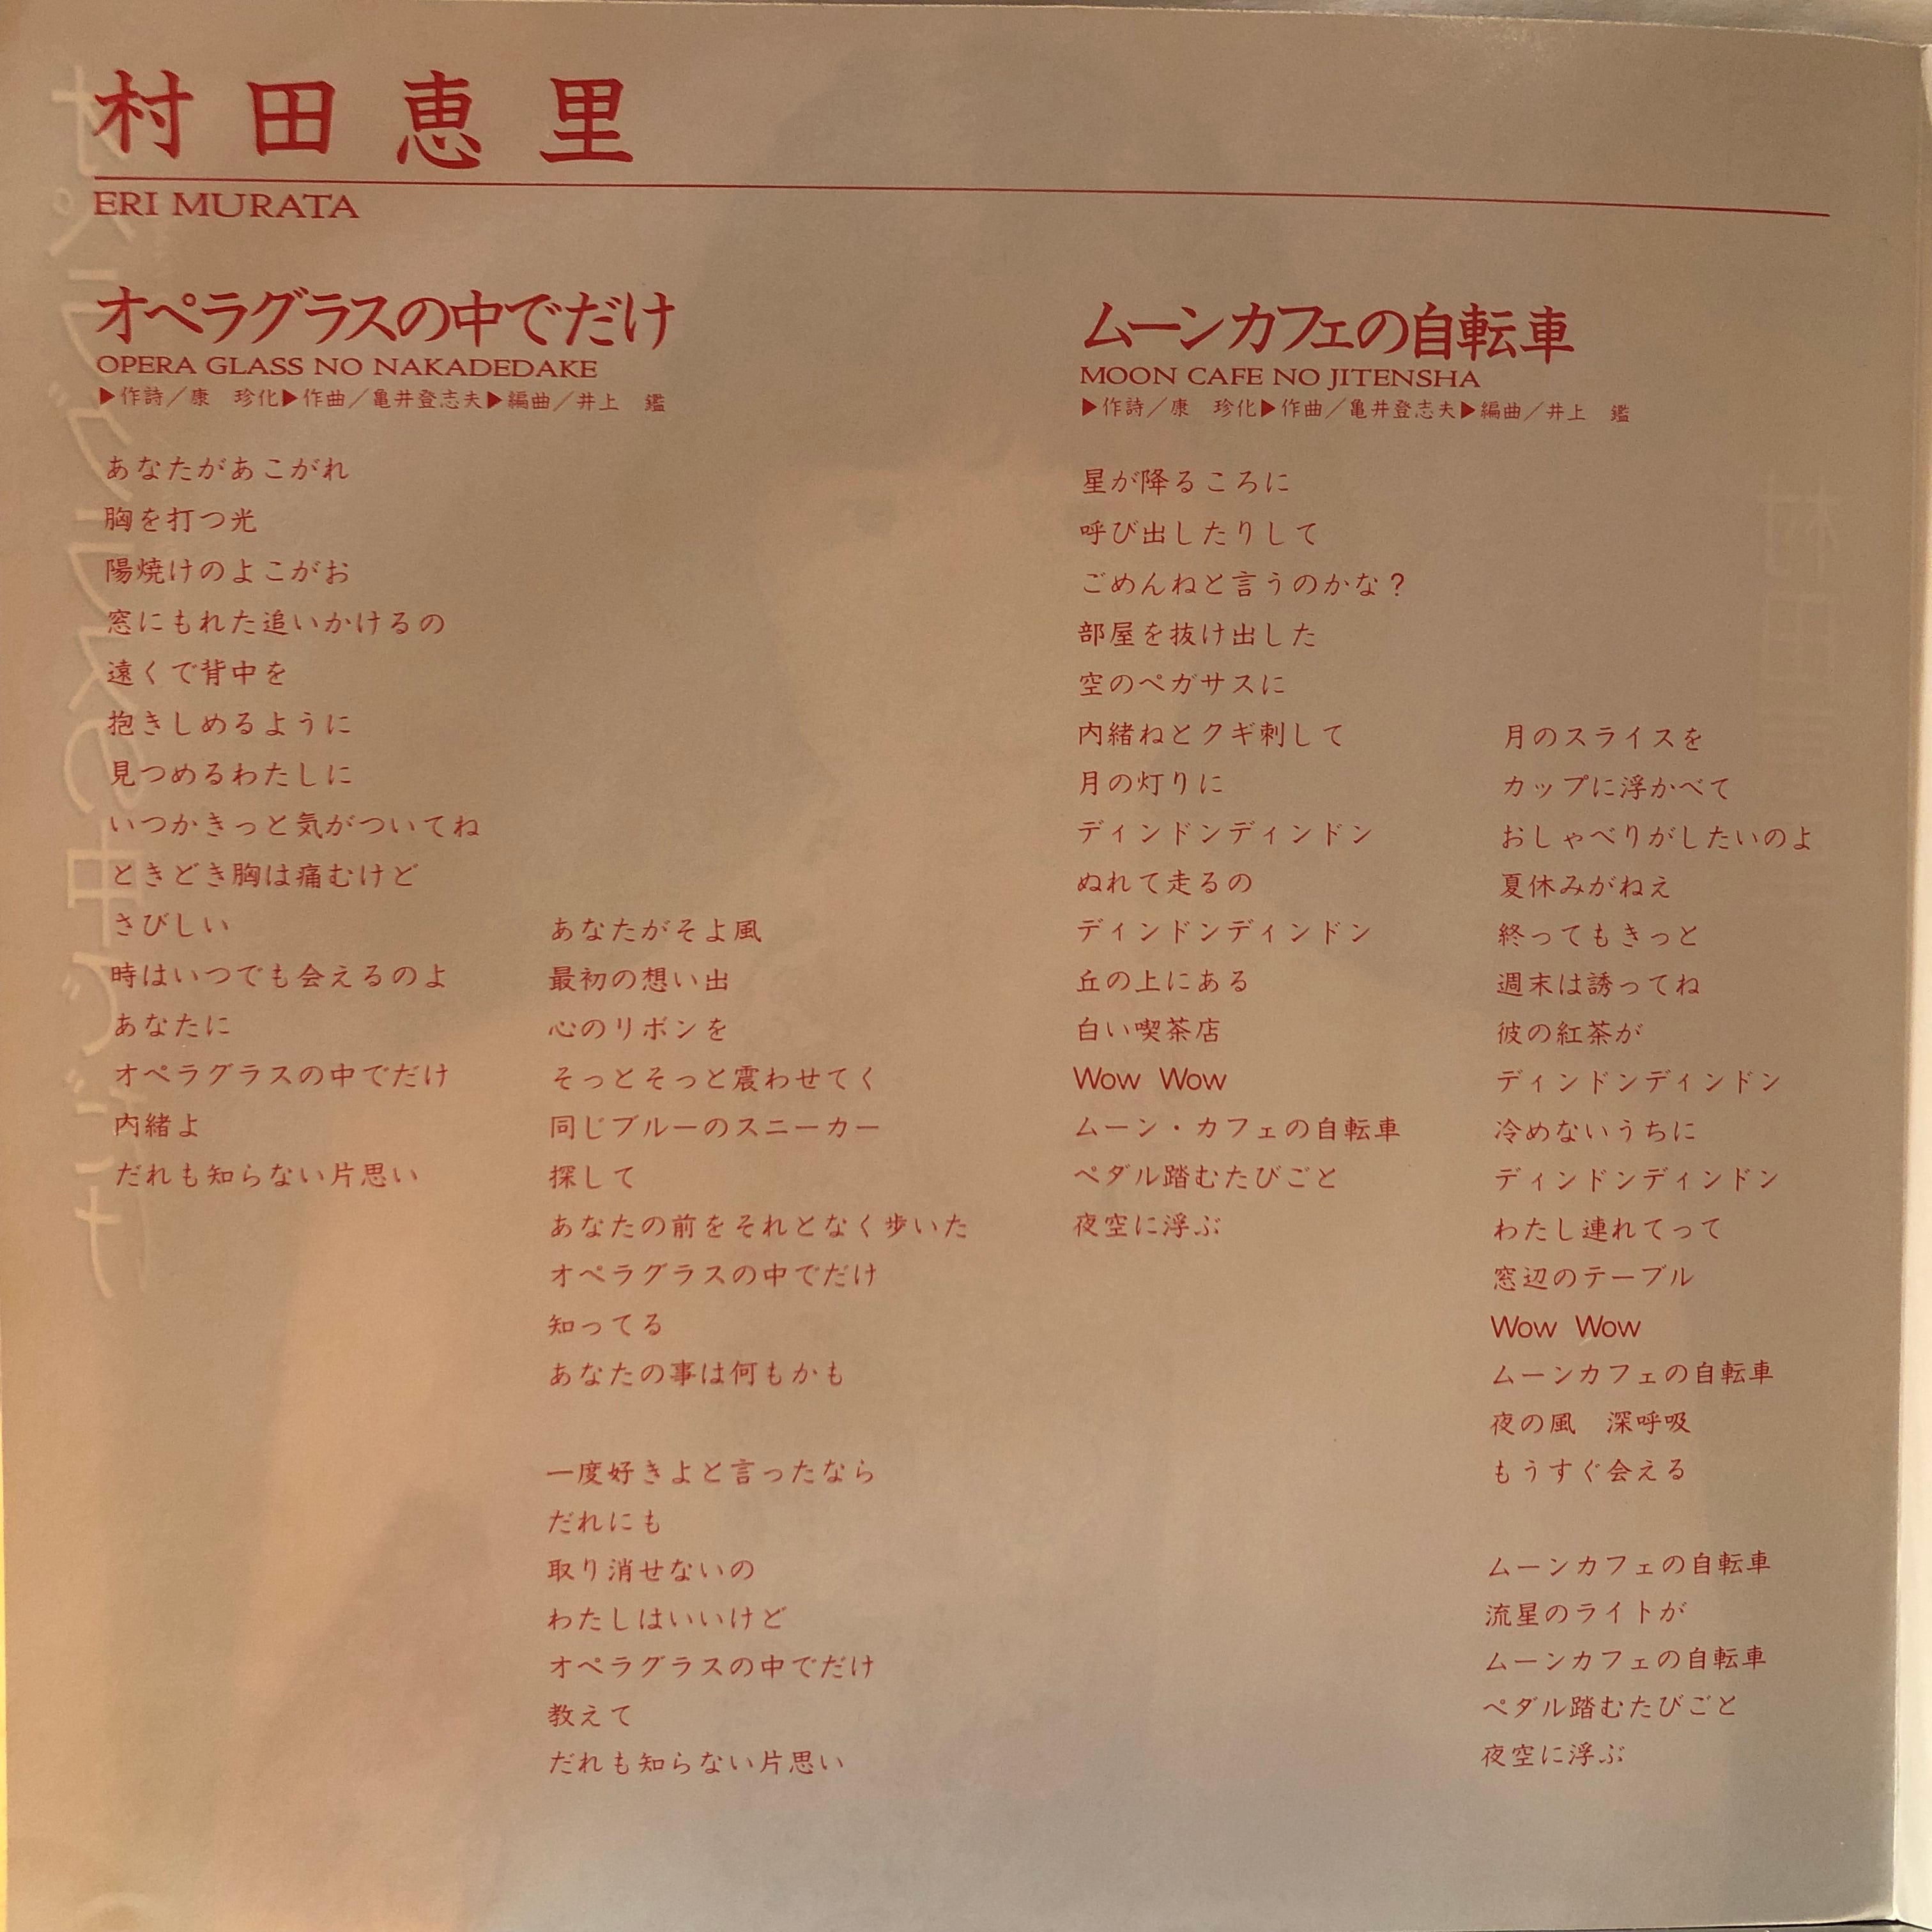 村田恵里
ERI MURATA
オペラグラスの中でだけ
OPERA GLASS NO NAKADEDAKE
▶作詩／康　珍化▶作曲／亀井登志夫▶編曲／井上　鑑
あなたがあこがれ
胸を打つ光
陽焼けのよこがお
窓にもれた追いかけるの
遠くで背中を
抱きしめるように
見つめるわたしに
いつかきっと気がついてね
ときどき胸は痛むけど
さびしい
時はいつでも会えるのよ
あなたに
オペラグラスの中でだけ
内緒よ
だれも知らない片思い
あなたがそよ風
最初の想い出
心のリボンを
そっとそっと震わせてく
同じブルーのスニーカー
探して
あなたの前をそれとなく歩いた
オペラグラスの中でだけ
知ってる
あなたの事は何もかも
一度好きよと言ったなら
だれにも
取り消せないの
わたしはいいけど
オペラグラスの中でだけ
教えて
だれも知らない片思い
ムーンカフェの自転車
MOON CAFE NO JITENSHA
▶作詩／康　珍化▶作曲／亀井登志夫▶編曲／井上　鑑
星が降るころに
呼び出したりして
ごめんねと言うのかな？
部屋を抜け出した
空のペガサスに
内緒ねとクギ刺して
月の灯りに
ディンドンディンドン
ぬれて走るの
ディンドンディンドン
丘の上にある
白い喫茶店
Wow Wow
ムーン・カフェの自転車
ペダル踏むたびごと
夜空に浮ぶ
月のスライスを
カップに浮かべて
おしゃべりがしたいのよ
夏休みがねえ
終ってもきっと
週末は誘ってね
彼の紅茶が
ディンドンディンドン
冷めないうちに
ディンドンディンドン
わたし連れてって
窓辺のテーブル
Wow Wow
ムーンカフェの自転車
夜の風　深呼吸
もうすぐ会える
ムーンカフェの自転車
流星のライトが
ムーンカフェの自転車
ペダル踏むたびごと
夜空に浮ぶ